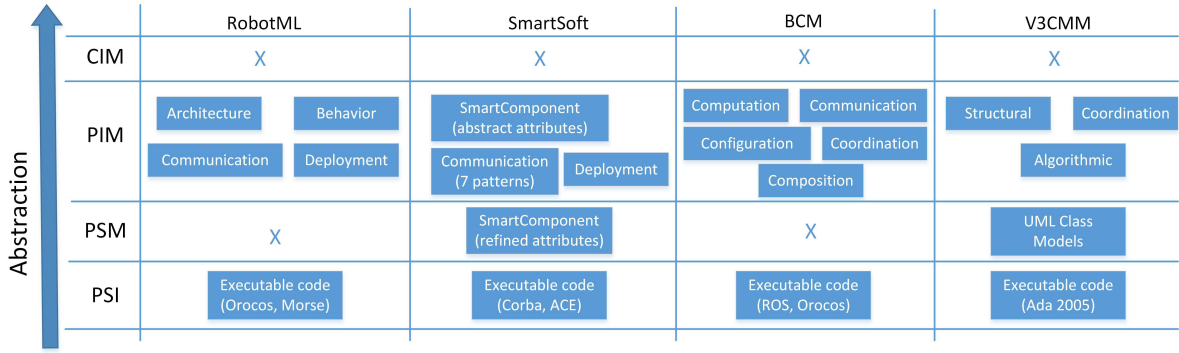 RobotML
SmartSoft
BCM
V3CMM
Abstraction
CIM
X
X
X
X
PIM
Architecture
Behavior
Communication
Deployment
SmartComponent
(abstract attributes)
Communication
(7 patterns)
Deployment
Computation
Communication
Configuration
Coordination
Composition
Structural
Coordination
Algorithmic
PSM
X
SmartComponent
(refined attributes)
X
UML Class
Models
PSI
Executable code
(Orocos, Morse)
Executable code
(Corba, ACE)
Executable code
(ROS, Orocos)
Executable code
(Ada 2005)